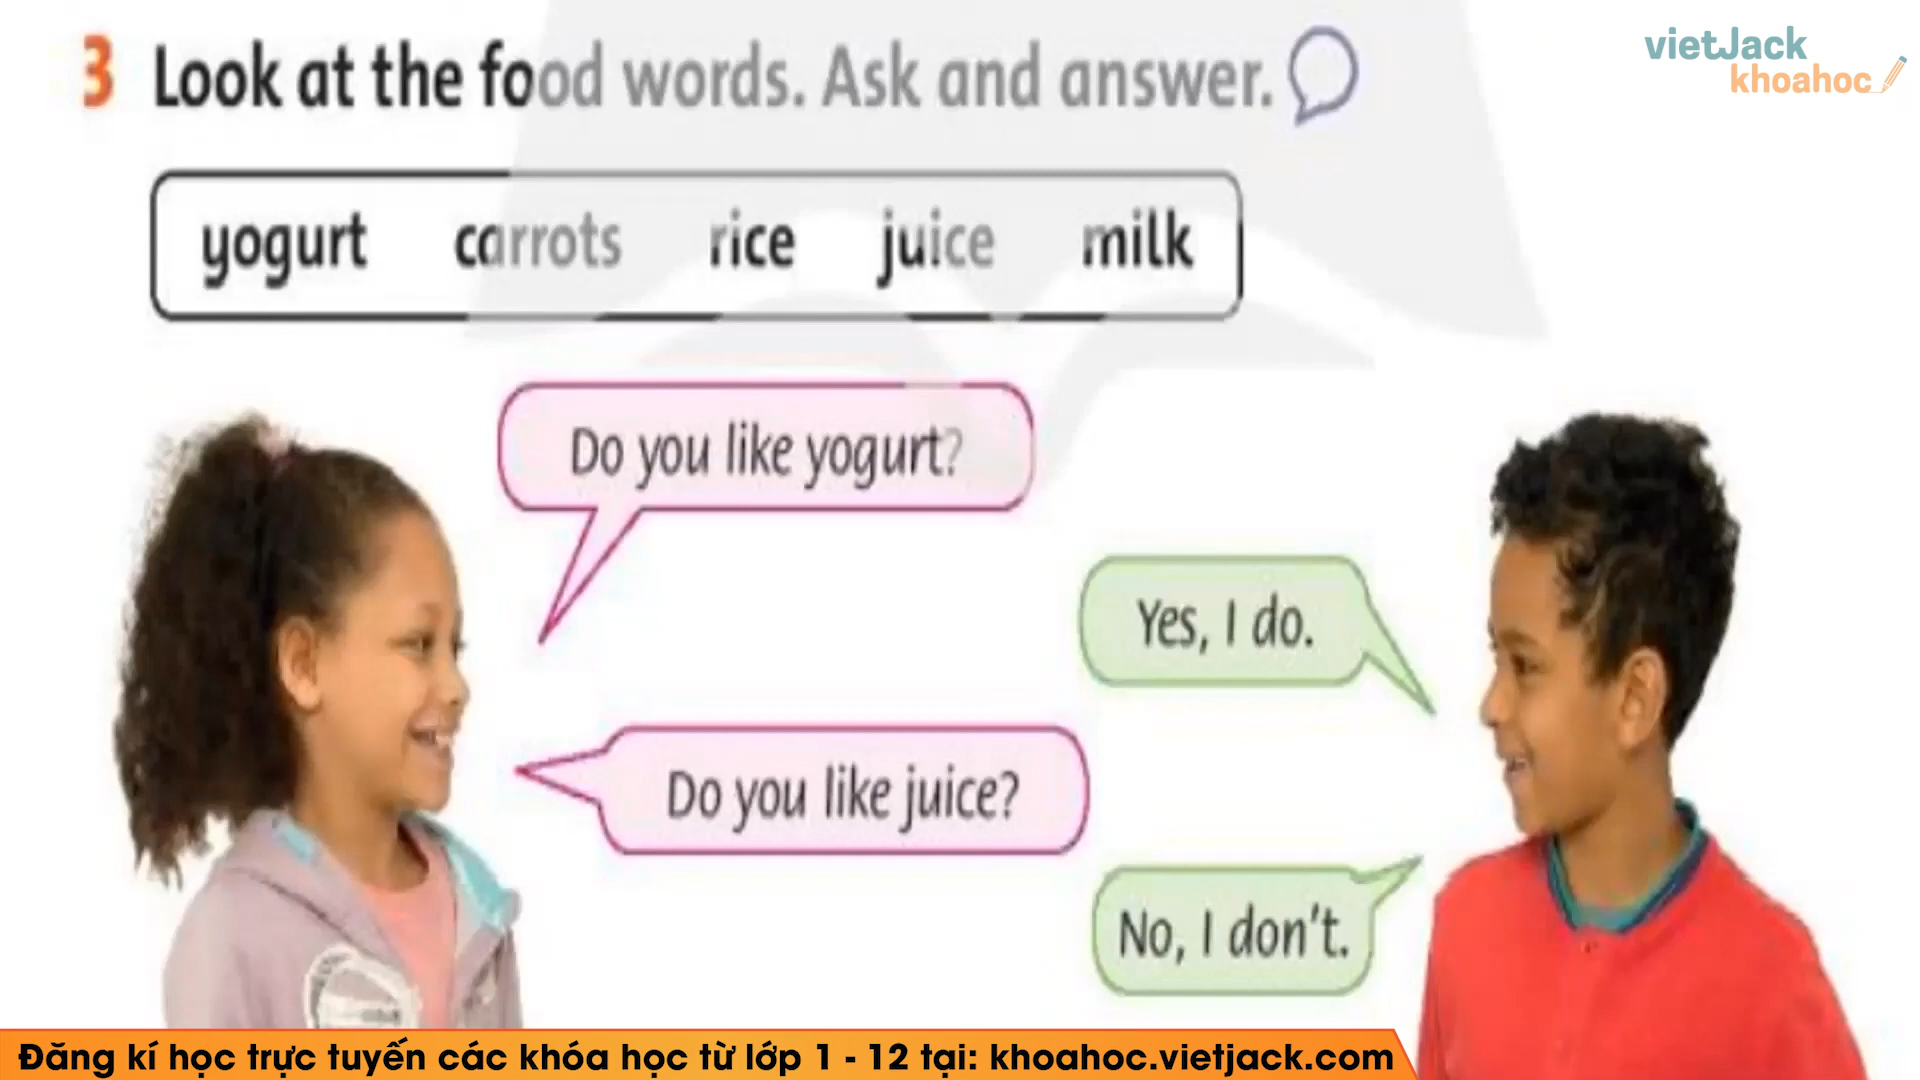 3 Look at the food words. Ask and answer.
vietJack
khoahoc
yogurt carrots rice juice milk
Do you like yogurt?
Yes, I do.
Do you like juice?
No, I don't.
Đăng kí học trực tuyến các khóa học từ lớp 1 - 12 tại: khoahoc.vietjack.com